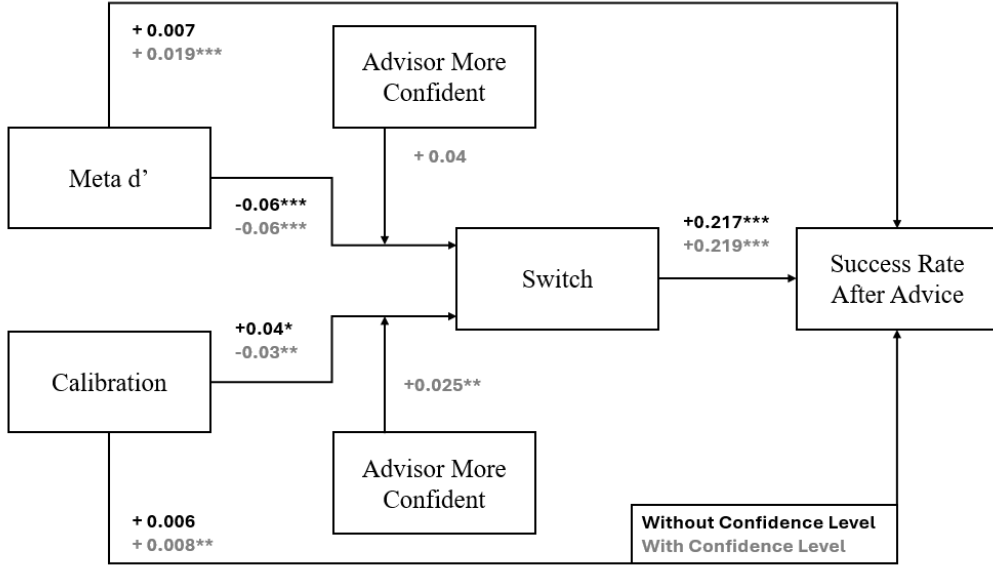 + 0.007
+ 0.019***
Advisor More
Confident
+ 0.04
Meta d’
-0.06***
-0.06***
+0.217***
+0.219***
Switch
Success Rate
After Advice
+0.04*
-0.03**
Calibration
+0.025**
Advisor More
Confident
+ 0.006
+ 0.008**
Without Confidence Level
With Confidence Level